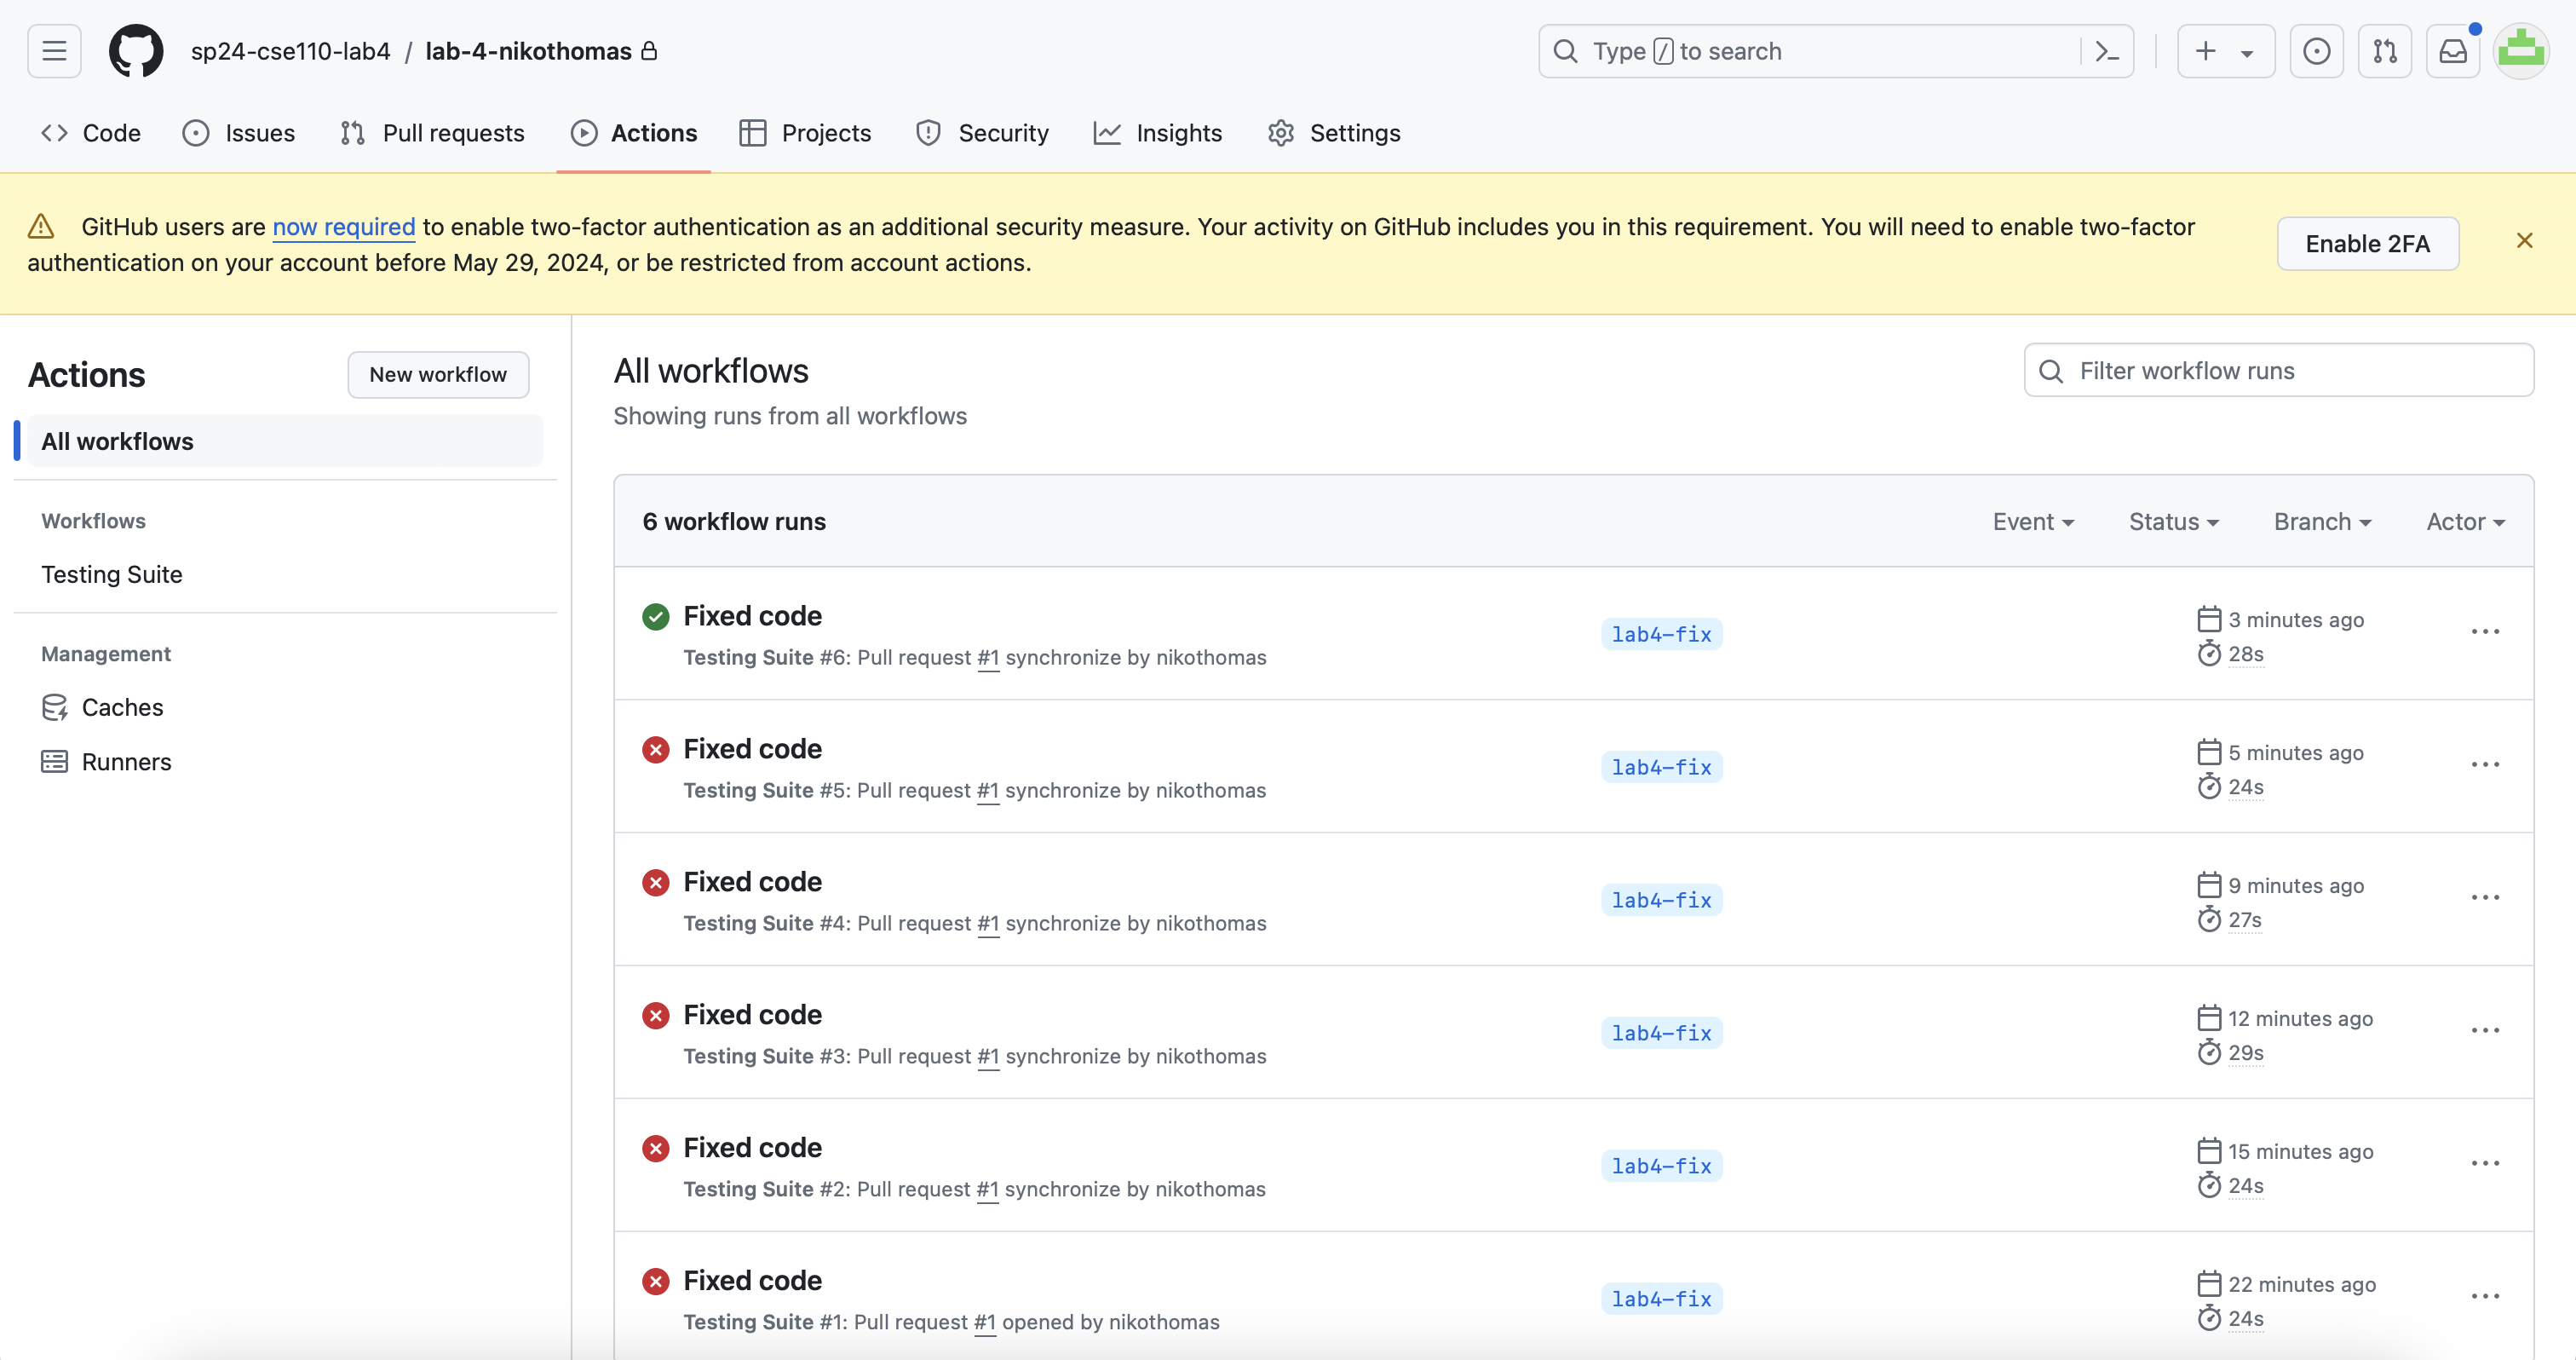 sp24-cse110-lab4 / lab-4-nikothomas
Type / to search
Code Issues Pull requests Actions Projects Security Insights Settings
GitHub users are now required to enable two-factor authentication as an additional security measure. Your activity on GitHub includes you in this requirement. You will need to enable two-factor
authentication on your account before May 29, 2024, or be restricted from account actions.
Enable 2FA
Actions
New workflow
All workflows
Workflows
Testing Suite
Management
Caches
Runners
All workflows
Showing runs from all workflows
Filter workflow runs
6 workflow runs
Event Status Branch Actor
Fixed code
Testing Suite #6: Pull request #1 synchronize by nikothomas
lab4-fix
3 minutes ago
28s
Fixed code
Testing Suite #5: Pull request #1 synchronize by nikothomas
lab4-fix
5 minutes ago
24s
Fixed code
Testing Suite #4: Pull request #1 synchronize by nikothomas
lab4-fix
9 minutes ago
27s
Fixed code
Testing Suite #3: Pull request #1 synchronize by nikothomas
lab4-fix
12 minutes ago
29s
Fixed code
Testing Suite #2: Pull request #1 synchronize by nikothomas
lab4-fix
15 minutes ago
24s
Fixed code
Testing Suite #1: Pull request #1 opened by nikothomas
lab4-fix
22 minutes ago
24s